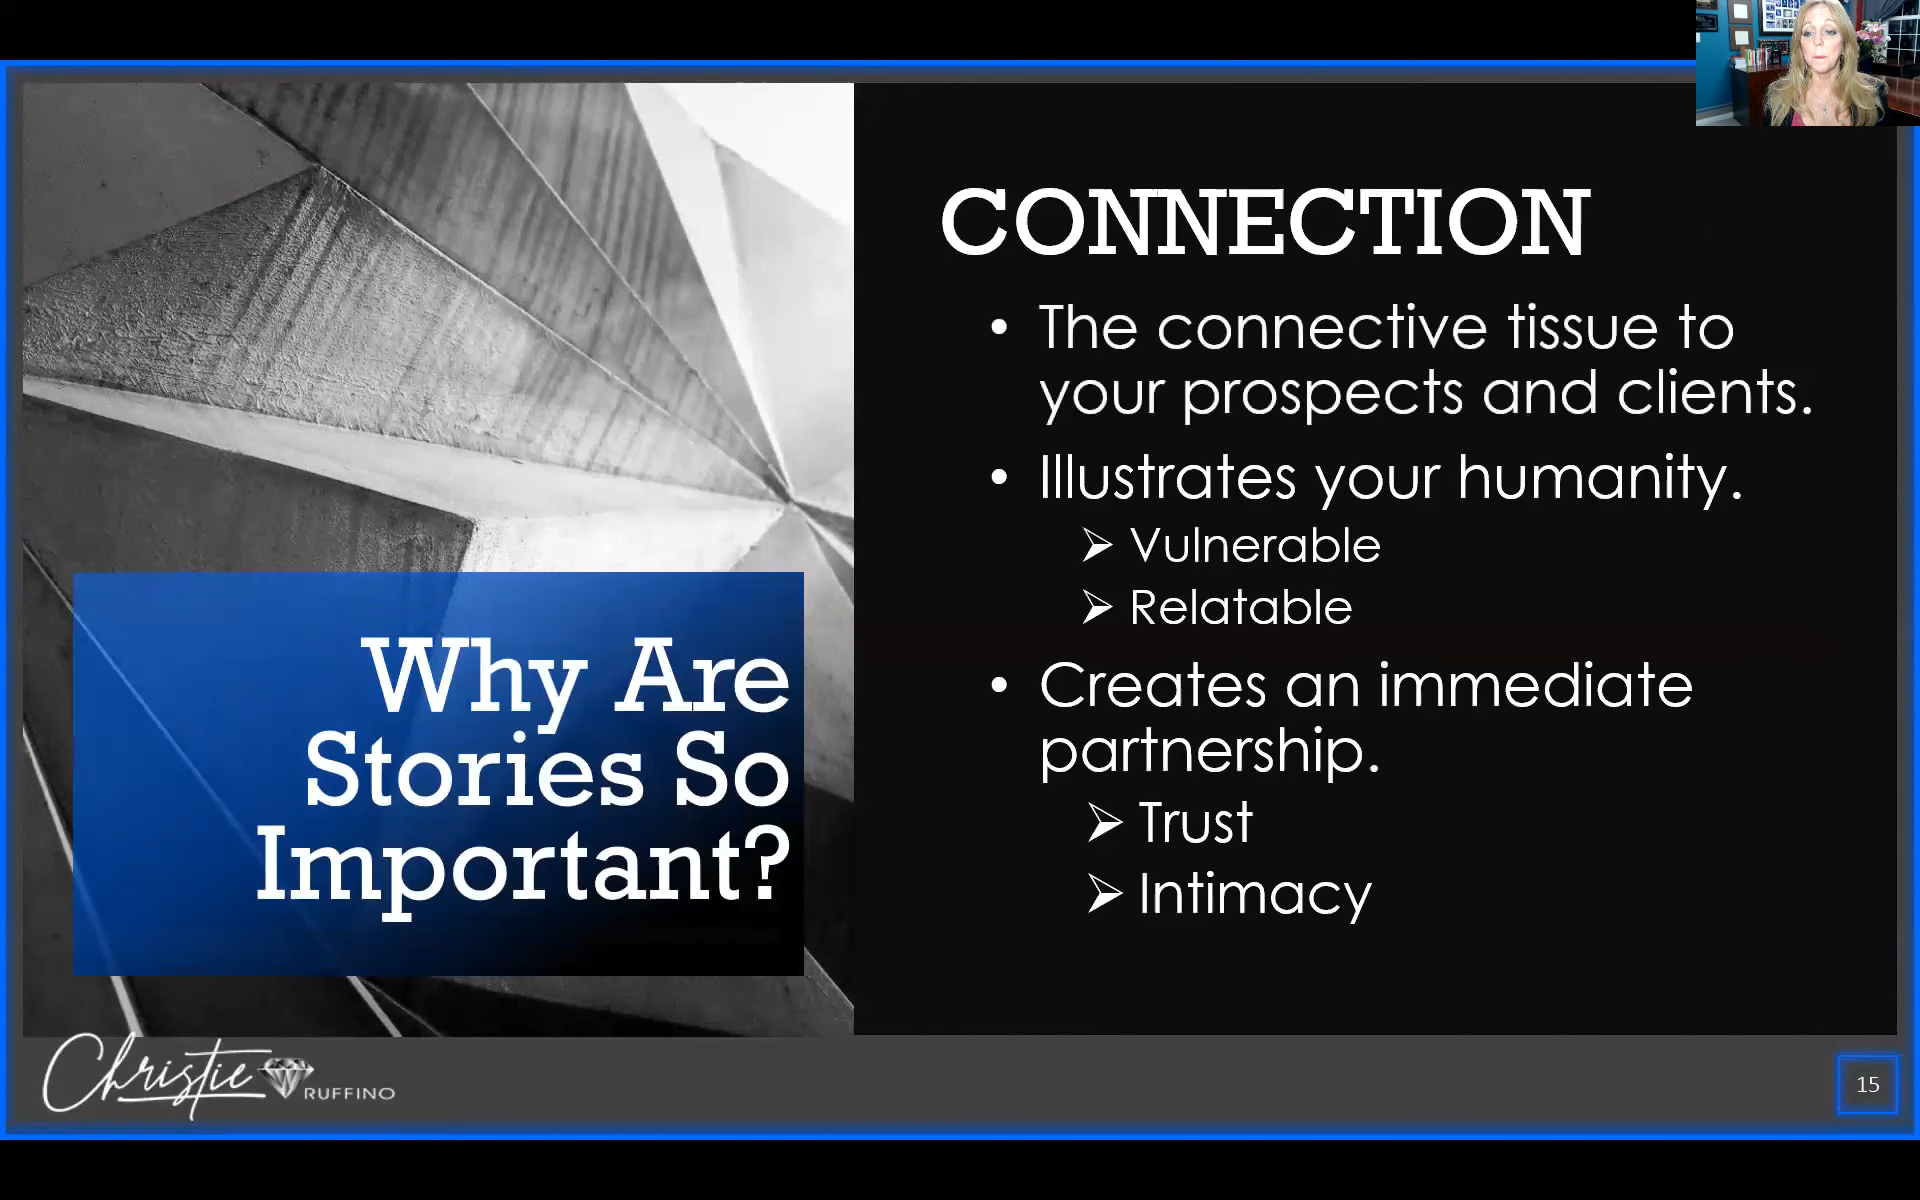 Why Are
Stories So
Important?
CONNECTION
• The connective tissue to
your prospects and clients.
• Illustrates your humanity.
➢ Vulnerable
➢ Relatable
• Creates an immediate
partnership.
➢ Trust
➢ Intimacy
Christie RUFFINO
15